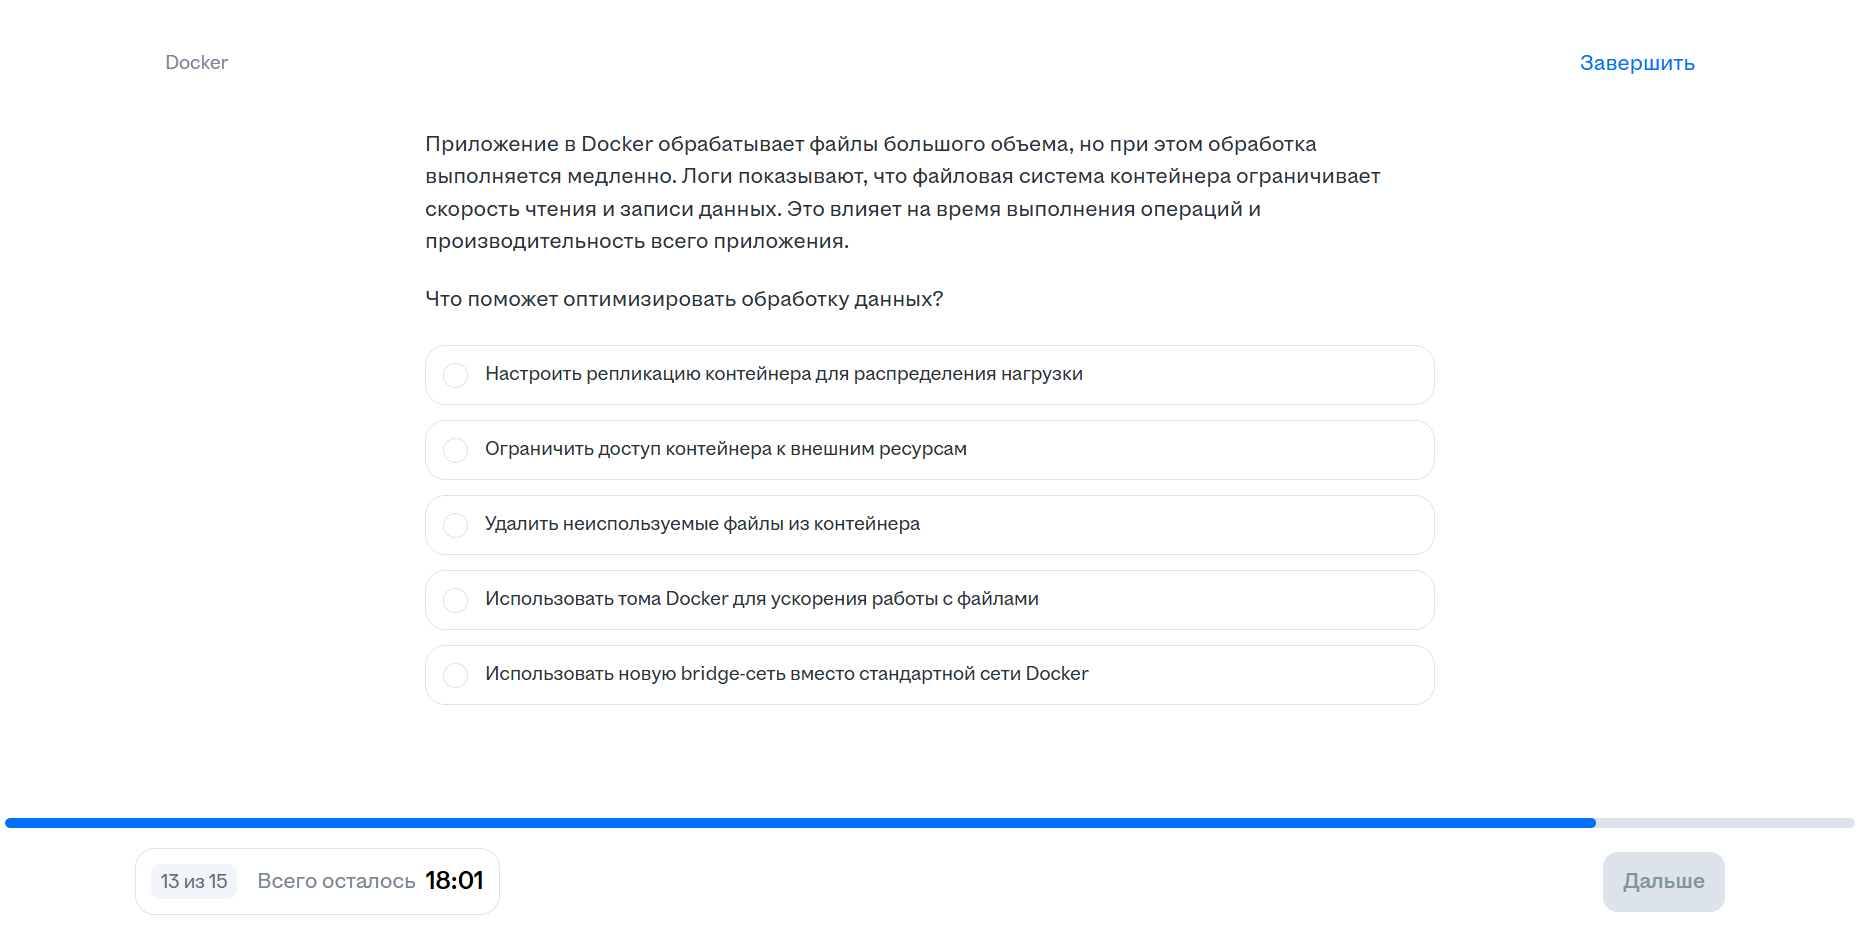 Docker
Завершить
Приложение в Docker обрабатывает файлы большого объема, но при этом обработка
выполняется медленно. Логи показывают, что файловая система контейнера ограничивает
скорость чтения и записи данных. Это влияет на время выполнения операций и
производительность всего приложения.
Что поможет оптимизировать обработку данных?
Настроить репликацию контейнера для распределения нагрузки
Ограничить доступ контейнера к внешним ресурсам
Удалить неиспользуемые файлы из контейнера
Использовать тома Docker для ускорения работы с файлами
Использовать новую bridge-сеть вместо стандартной сети Docker
13 из 15
Всего осталось 18:01
Дальше